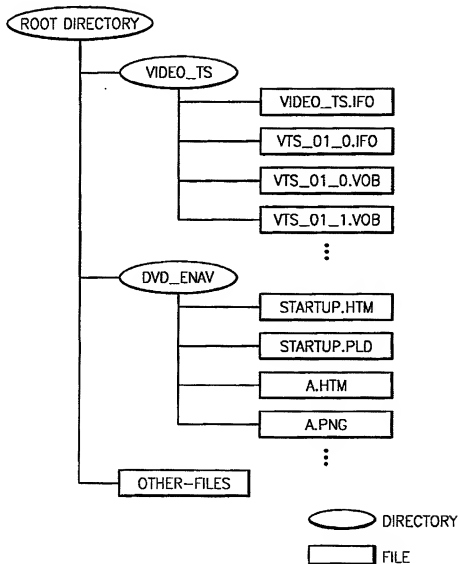 ROOT DIRECTORY
VIDEO_TS
VIDEO_TS.IFO
VTS_01_0.IFO
VTS_01_0.VOB
VTS_01_1.VOB
DVD_ENAV
STARTUP.HTM
STARTUP.PLD
A.HTM
A.PNG
OTHER-FILES
DIRECTORY
FILE